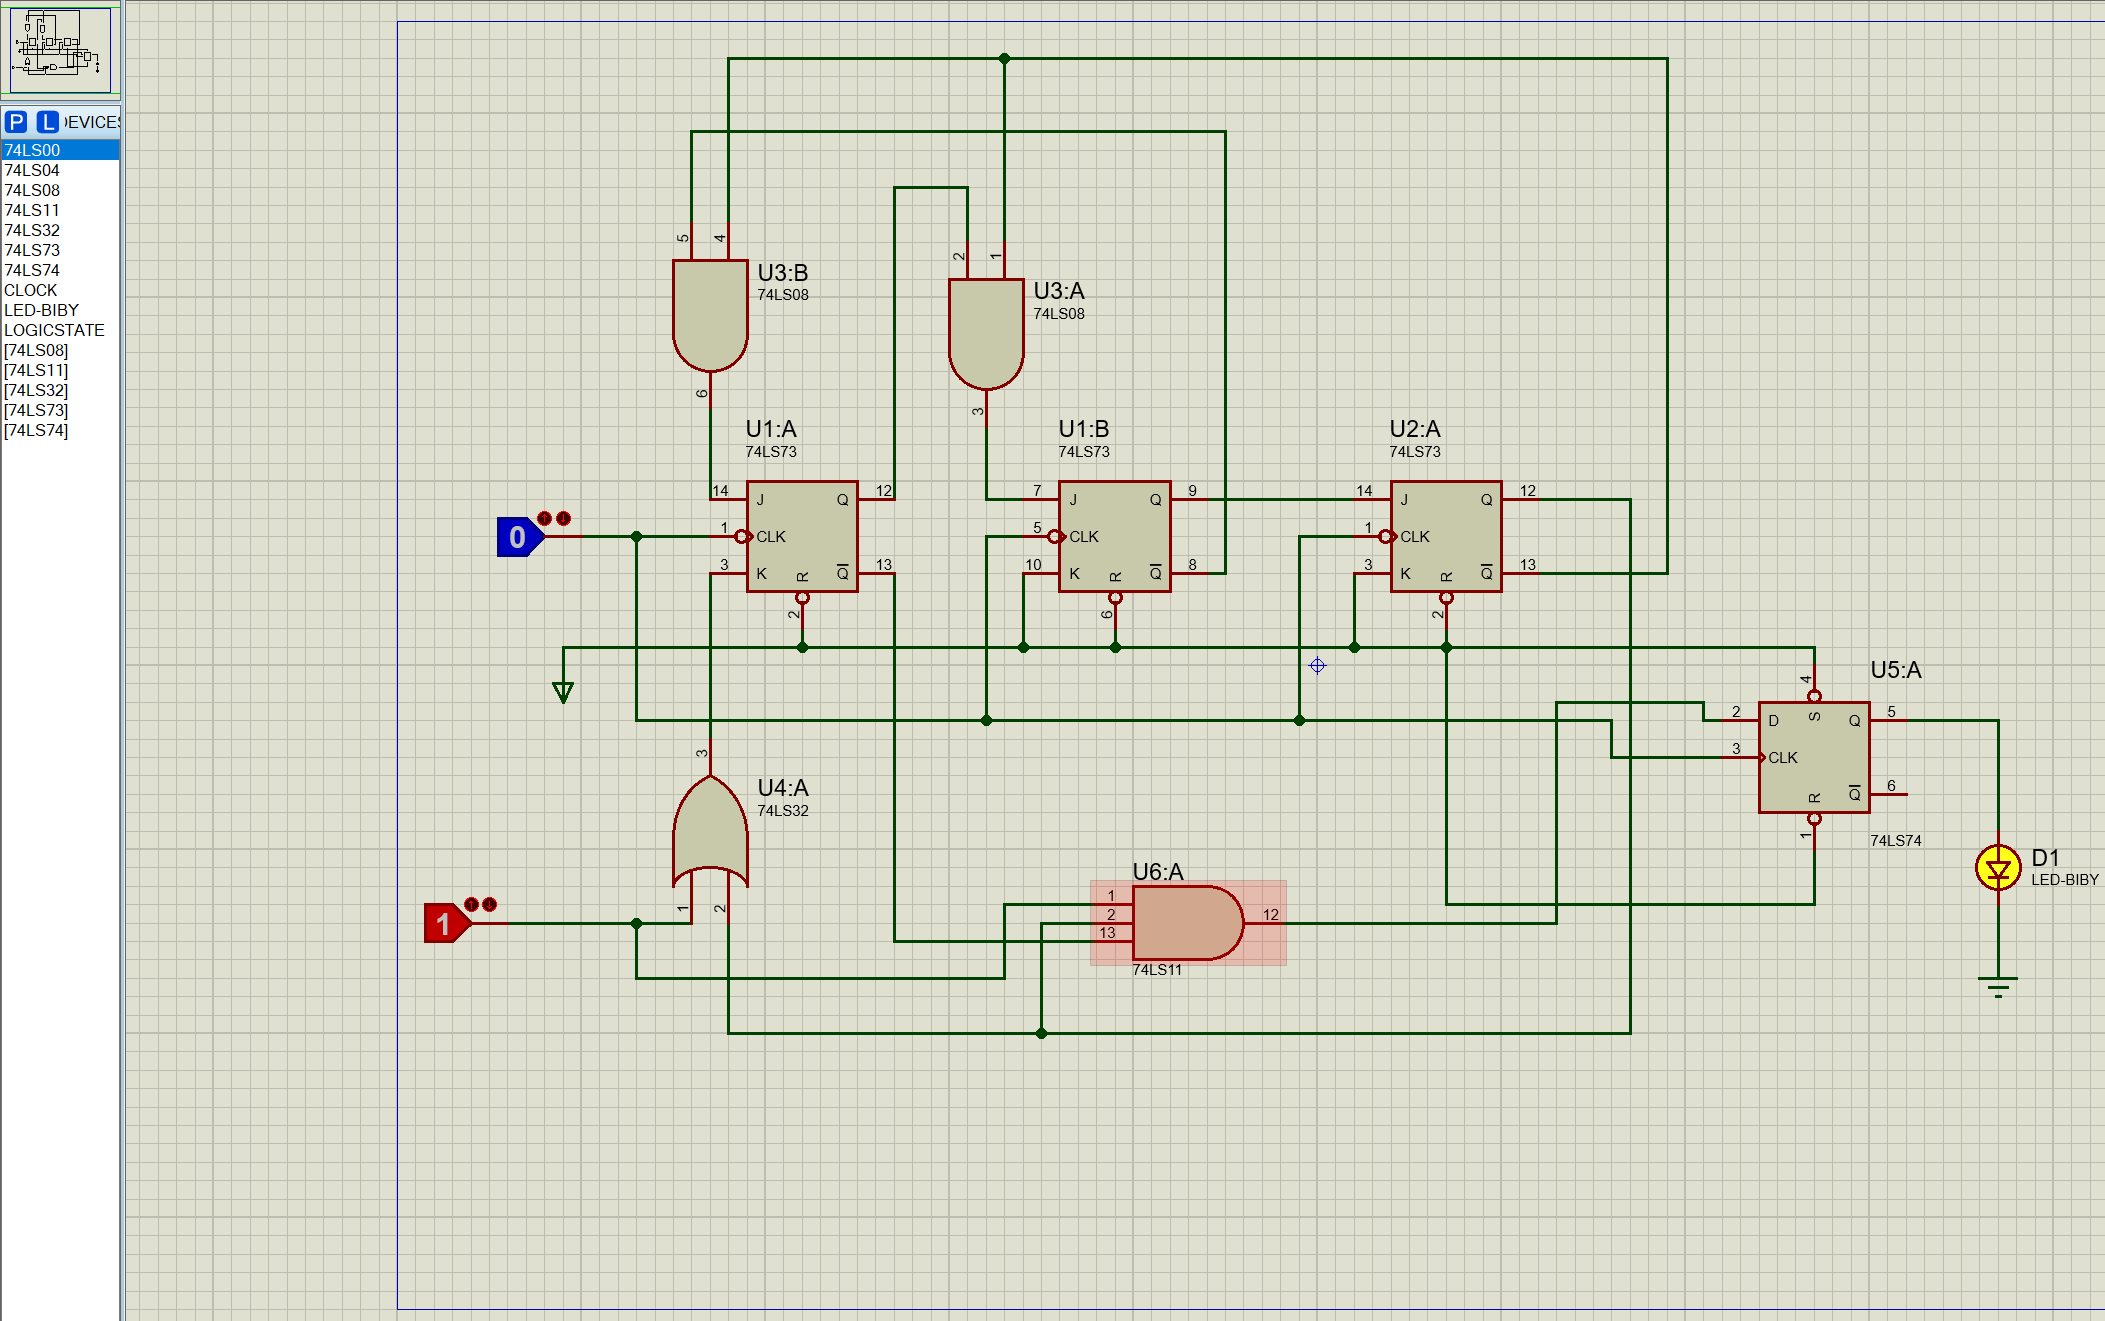 P L DEVICES
74LS00
74LS04
74LS08
74LS11
74LS32
74LS73
74LS74
CLOCK
LED-BIBY
LOGICSTATE
[74LS08]
[74LS11]
[74LS32]
[74LS73]
[74LS74]
5 4
U3:B
74LS08
6
2 1
U3:A
74LS08
3
U1:A
74LS73
14 J Q 12
1 CLK
3 K R Q 13
2
U1:B
74LS73
7 J Q 9
5 CLK
10 K R Q 8
6
U2:A
74LS73
14 J Q 12
1 CLK
3 K R Q 13
2
0
U5:A
4
2 D S Q 5
3 CLK
R Q 6
1
74LS74
3
U4:A
74LS32
1 2
1
U6:A
1
2 12
13
74LS11
D1
LED-BIBY